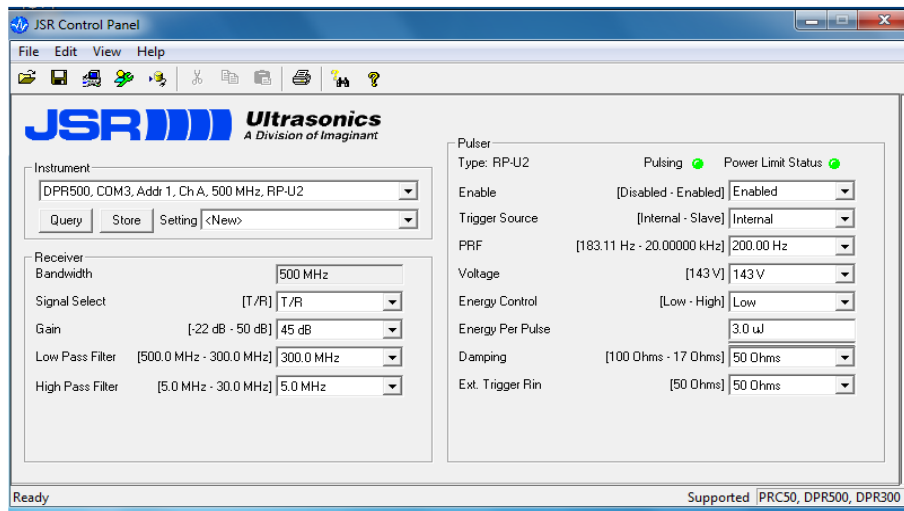 JSR Control Panel
File Edit View Help
JSR Ultrasonics
A Division of Imaginant
Instrument
DPR500, COM3, Addr 1, Ch A, 500 MHz, RP-U2
Query Store Setting <New>
Receiver
Bandwidth 500 MHz
Signal Select [T/R] T/R
Gain [-22 dB - 50 dB] 45 dB
Low Pass Filter [500.0 MHz - 300.0 MHz] 300.0 MHz
High Pass Filter [5.0 MHz - 30.0 MHz] 5.0 MHz
Pulser
Type: RP-U2 Pulsing Power Limit Status
Enable [Disabled - Enabled] Enabled
Trigger Source [Internal - Slave] Internal
PRF [183.11 Hz - 20.00000 kHz] 200.00 Hz
Voltage [143 V] 143 V
Energy Control [Low - High] Low
Energy Per Pulse 3.0 uJ
Damping [100 Ohms - 17 Ohms] 50 Ohms
Ext. Trigger Rin [50 Ohms] 50 Ohms
Ready Supported PRC50, DPR500, DPR300